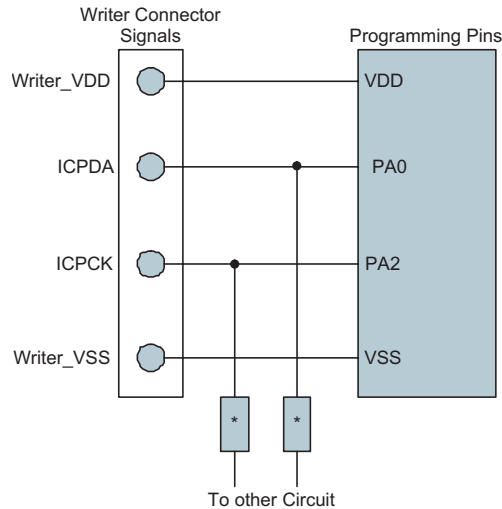 Writer Connector
Signals
Programming Pins
Writer_VDD
VDD
ICPDA
PA0
ICPCK
PA2
Writer_VSS
VSS
*
*
To other Circuit